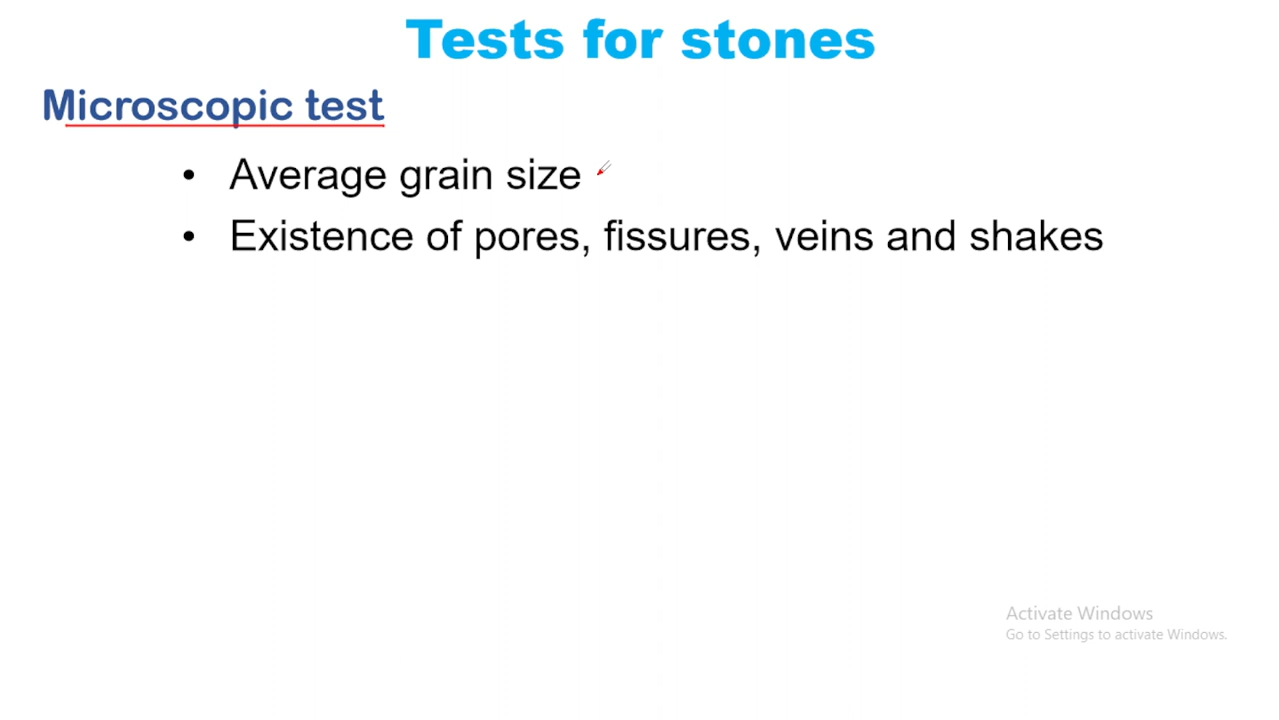 Tests for stones
Microscopic test
• Average grain size
• Existence of pores, fissures, veins and shakes
Activate Windows
Go to Settings to activate Windows.